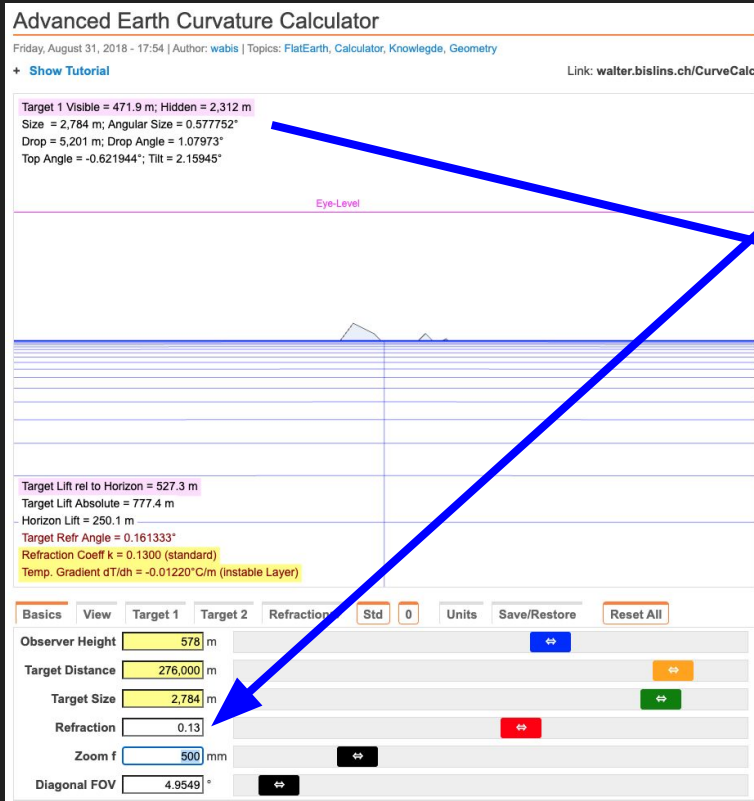 Advanced Earth Curvature Calculator
Friday, August 31, 2018 - 17:54 | Author: wabis | Topics: FlatEarth, Calculator, Knowlegde, Geometry
+ Show Tutorial Link: walter.bislins.ch/CurveCalc
Target 1 Visible = 471.9 m; Hidden = 2,312 m
Size = 2,784 m; Angular Size = 0.577752°
Drop = 5,201 m; Drop Angle = 1.07973°
Top Angle = -0.621944°; Tilt = 2.15945°
Eye-Level
Target Lift rel to Horizon = 527.3 m
Target Lift Absolute = 777.4 m
Horizon Lift = 250.1 m
Target Refr Angle = 0.161333°
Refraction Coeff k = 0.1300 (standard)
Temp. Gradient dT/dh = -0.01220°C/m (instable Layer)
Basics View Target 1 Target 2 Refraction Std 0 Units Save/Restore Reset All
Observer Height 578 m
Target Distance 276,000 m
Target Size 2,784 m
Refraction 0.13
Zoom f 500 mm
Diagonal FOV 4.9549 °